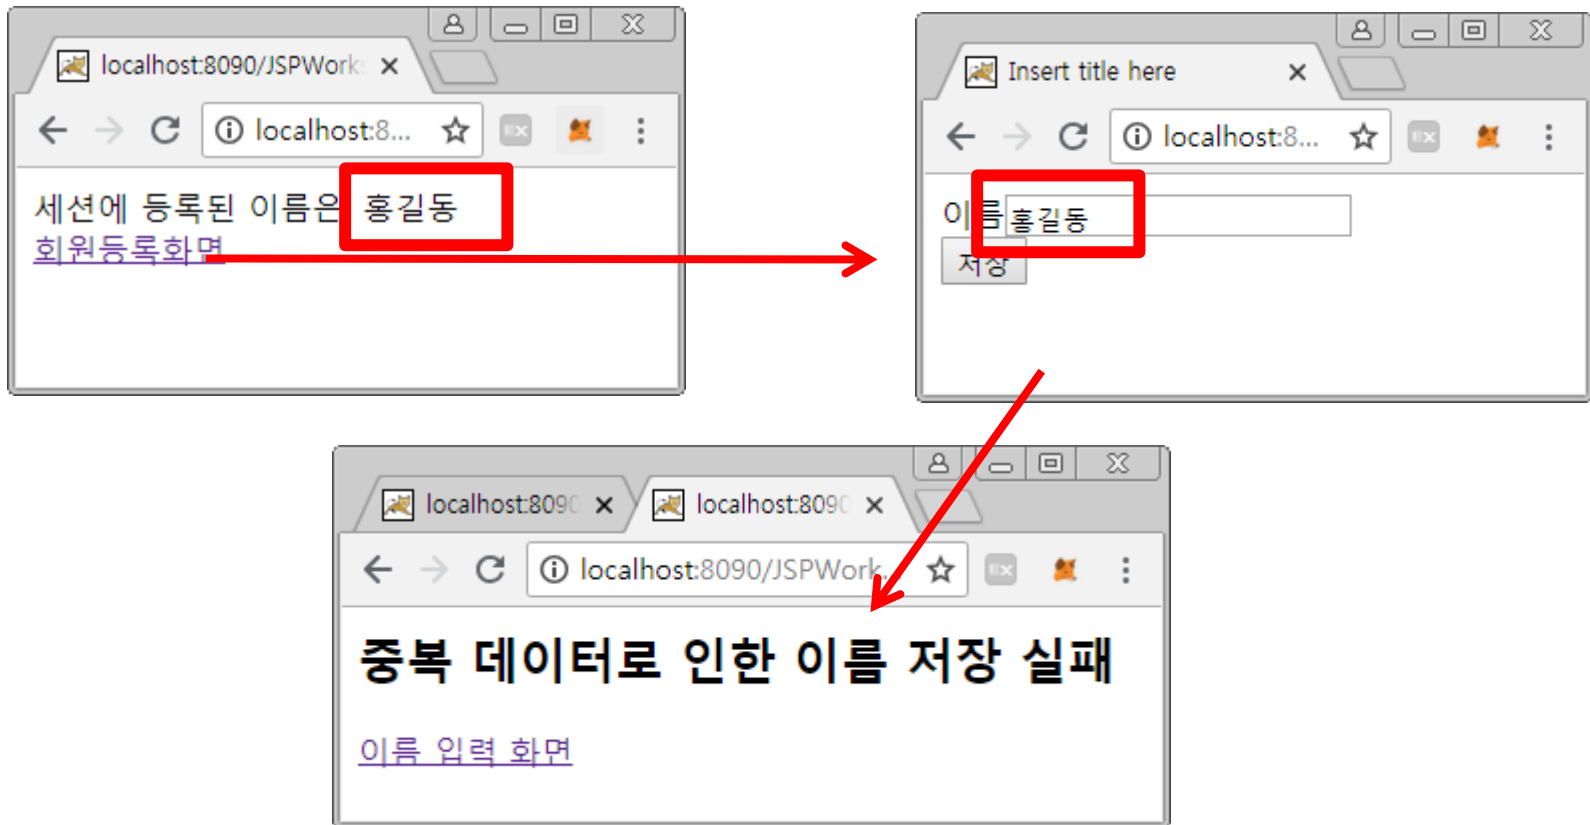 localhost:8090/JSPWork
localhost:8...
세션에 등록된 이름은 홍길동
회원등록화면
Insert title here
localhost:8...
이름 홍길동
저장
localhost:8090
localhost:8090
localhost:8090/JSPWork...
중복 데이터로 인한 이름 저장 실패
이름 입력 화면